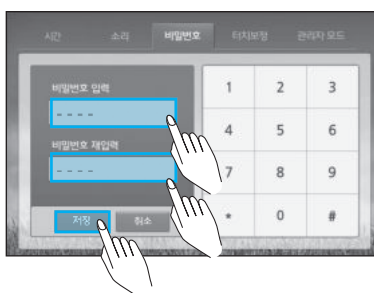 시간 소리 비밀번호 터치보정 관리자 모드
비밀번호 입력
- - - -
비밀번호 재입력
- - - -
저장 취소
1 2 3
4 5 6
7 8 9
* 0 #